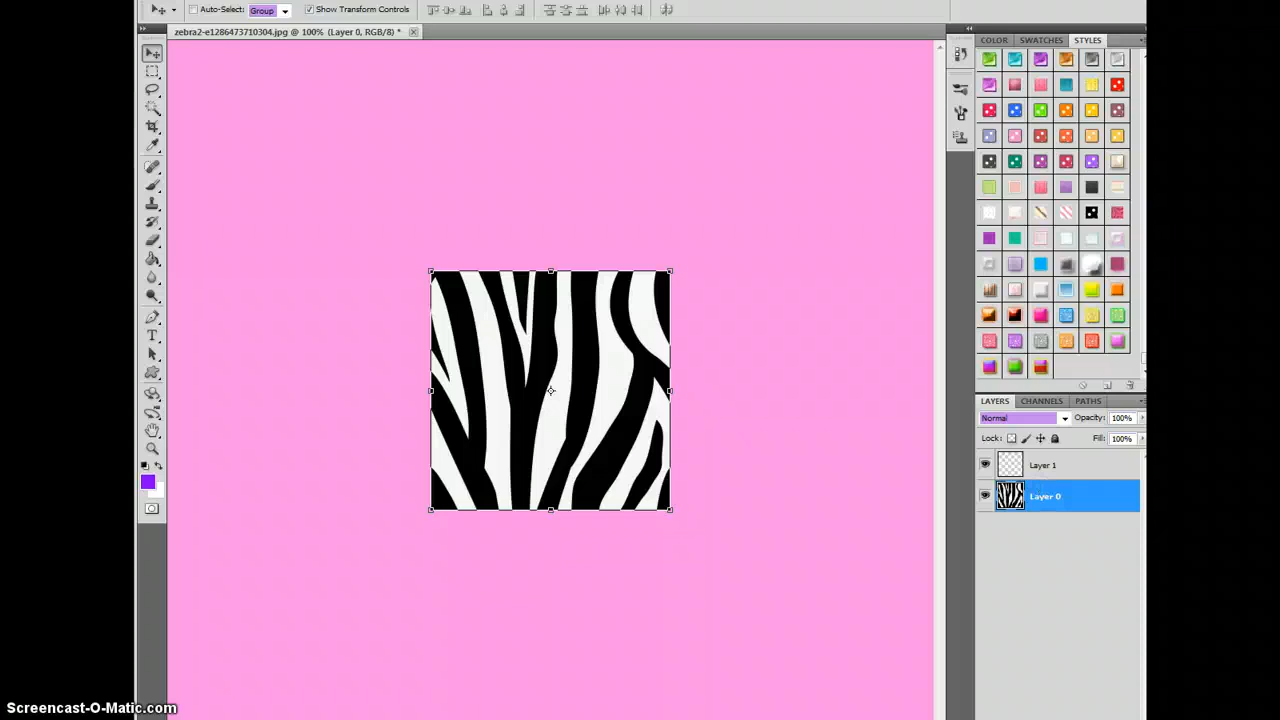 Auto-Select: Group Show Transform Controls
zebra2-e1286473710304.jpg @ 100% (Layer 0, RGB/8) *
COLOR SWATCHES STYLES
LAYERS CHANNELS PATHS
Normal Opacity: 100%
Lock: Fill: 100%
Layer 1
Layer 0
Screencast-O-Matic.com